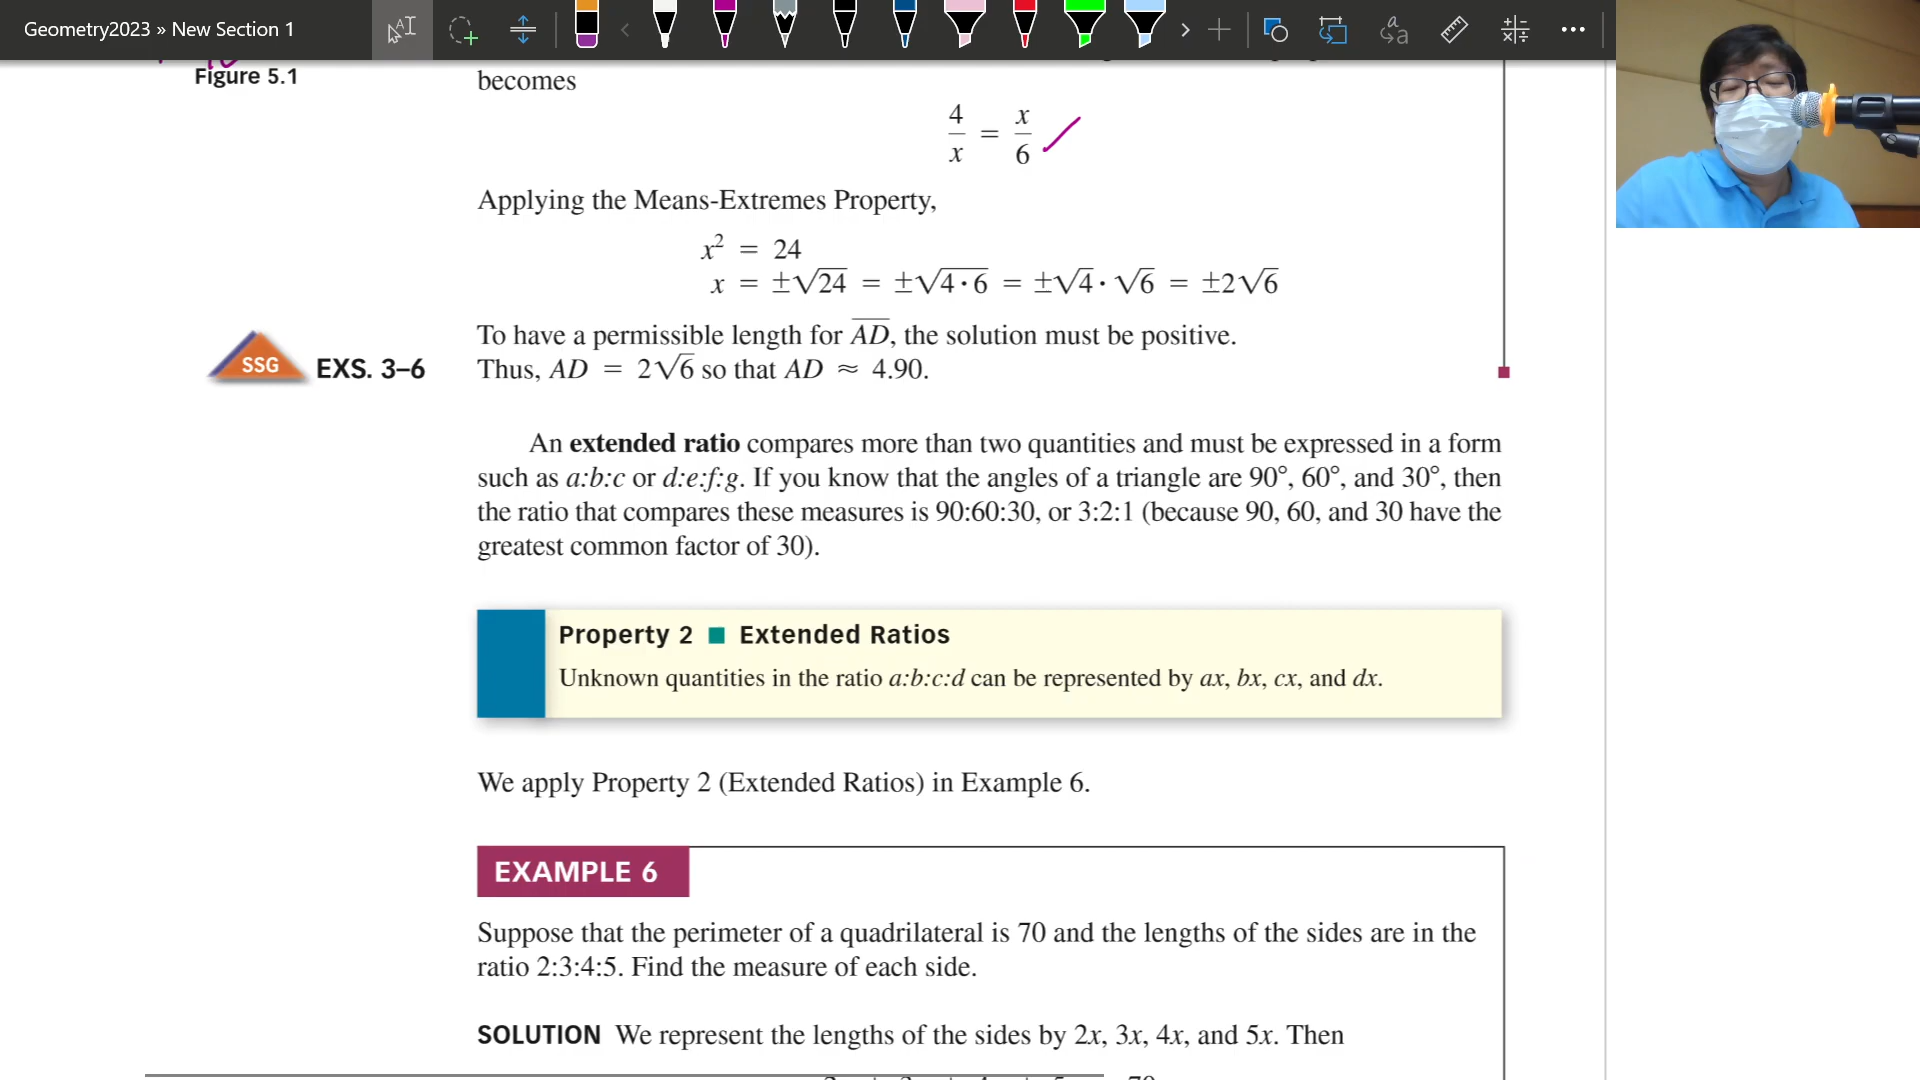 Geometry2023 » New Section 1
Figure 5.1
becomes
4/x = x/6
Applying the Means-Extremes Property,
x² = 24
x = ±√24 = ±√4·6 = ±√4 · √6 = ±2√6
To have a permissible length for A̅D̅, the solution must be positive.
SSG EXS. 3–6
Thus, AD = 2√6 so that AD ≈ 4.90.
An extended ratio compares more than two quantities and must be expressed in a form
such as a:b:c or d:e:f:g. If you know that the angles of a triangle are 90°, 60°, and 30°, then
the ratio that compares these measures is 90:60:30, or 3:2:1 (because 90, 60, and 30 have the
greatest common factor of 30).
Property 2 ■ Extended Ratios
Unknown quantities in the ratio a:b:c:d can be represented by ax, bx, cx, and dx.
We apply Property 2 (Extended Ratios) in Example 6.
EXAMPLE 6
Suppose that the perimeter of a quadrilateral is 70 and the lengths of the sides are in the
ratio 2:3:4:5. Find the measure of each side.
SOLUTION We represent the lengths of the sides by 2x, 3x, 4x, and 5x. Then